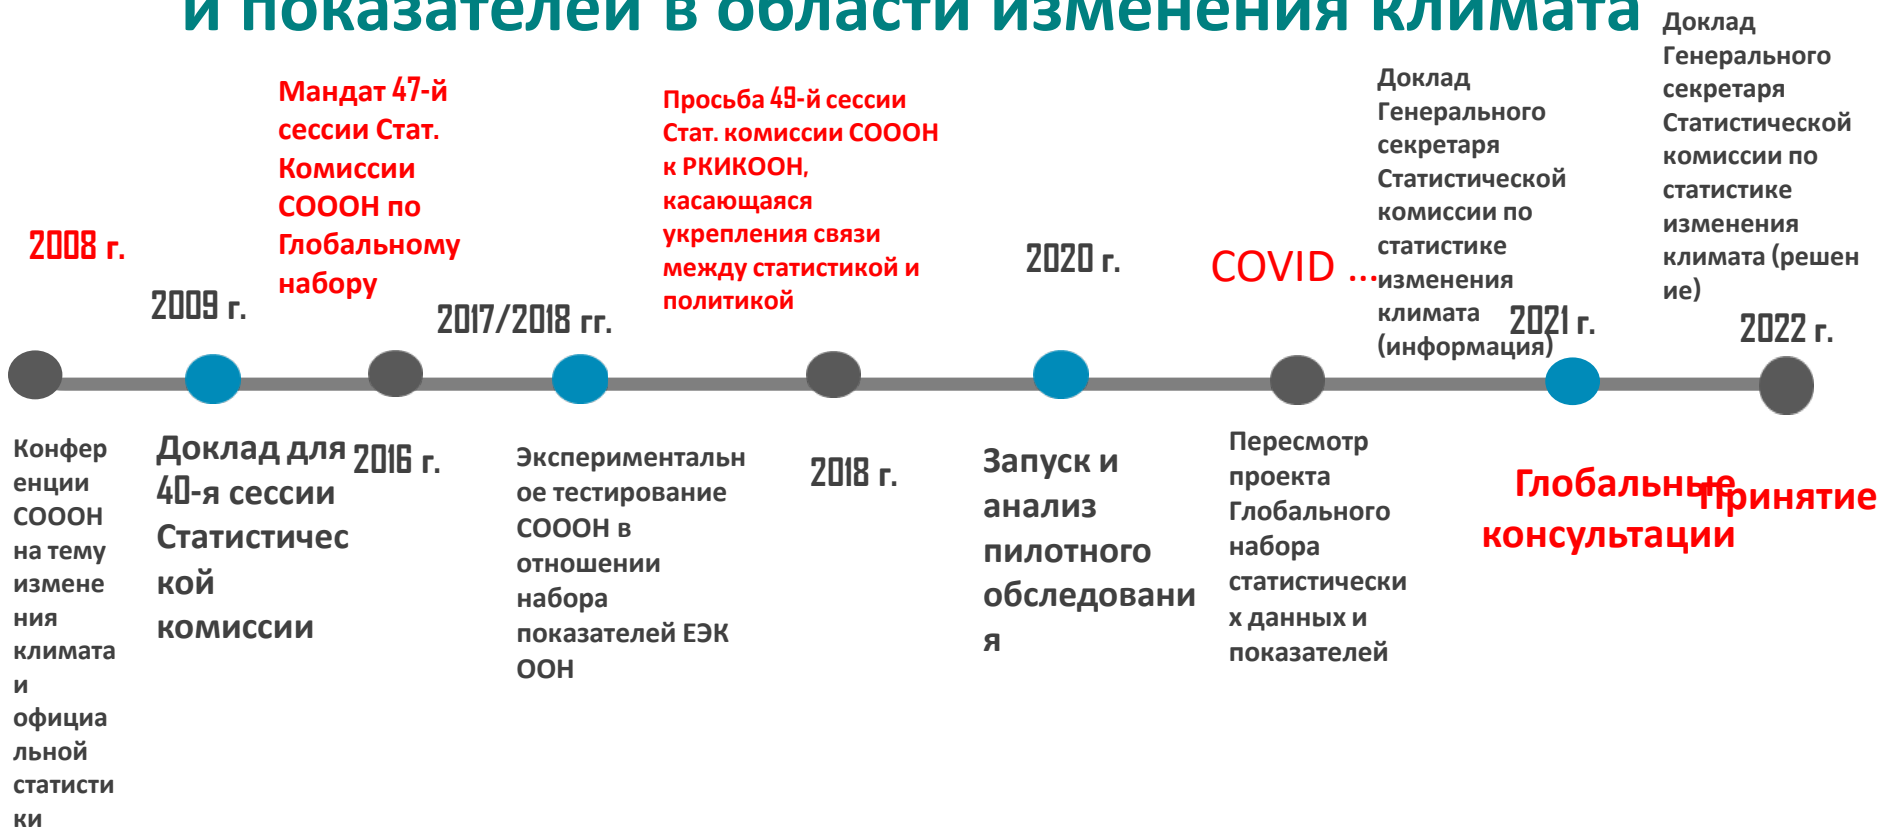 и показателей в области изменения климата
2008 г.
Конфер
енции
СОООН
на тему
измене
ния
климата
и
официа
льной
статисти
ки
2009 г.
Доклад для
40-я сессии
Статистичес
кой
комиссии
Мандат 47-й
сессии Стат.
Комиссии
СОООН по
Глобальному
набору
2016 г.
2017/2018 гг.
Экспериментальн
ое тестирование
СОООН в
отношении
набора
показателей ЕЭК
ООН
Просьба 49-й сессии
Стат. комиссии СОООН
к РКИКООН,
касающаяся
укрепления связи
между статистикой и
политикой
2018 г.
2020 г.
Запуск и
анализ
пилотного
обследовани
я
COVID ...
Пересмотр
проекта
Глобального
набора
статистически
х данных и
показателей
Доклад
Генерального
секретаря
Статистической
комиссии по
статистике
изменения
климата
(информация)
2021 г.
Глобальные
консультации
Доклад
Генерального
секретаря
Статистической
комиссии по
статистике
изменения
климата (решен
ие)
2022 г.
Принятие